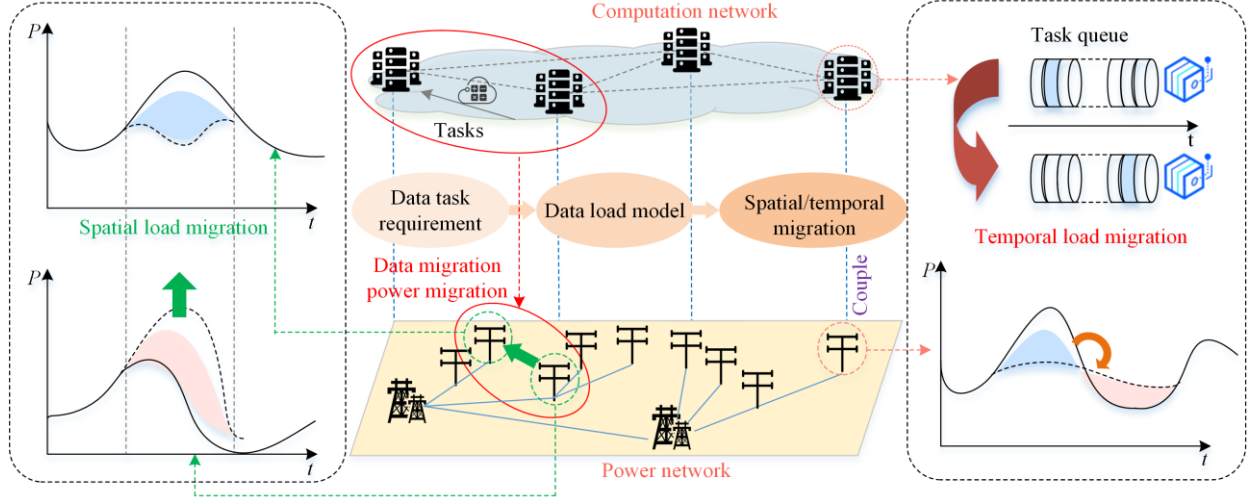 P
t
Spatial load migration
P
t
Computation network
Tasks
Data task
requirement
Data load model
Spatial/temporal
migration
Data migration
power migration
Couple
Power network
Task queue
t
Temporal load migration
P
t